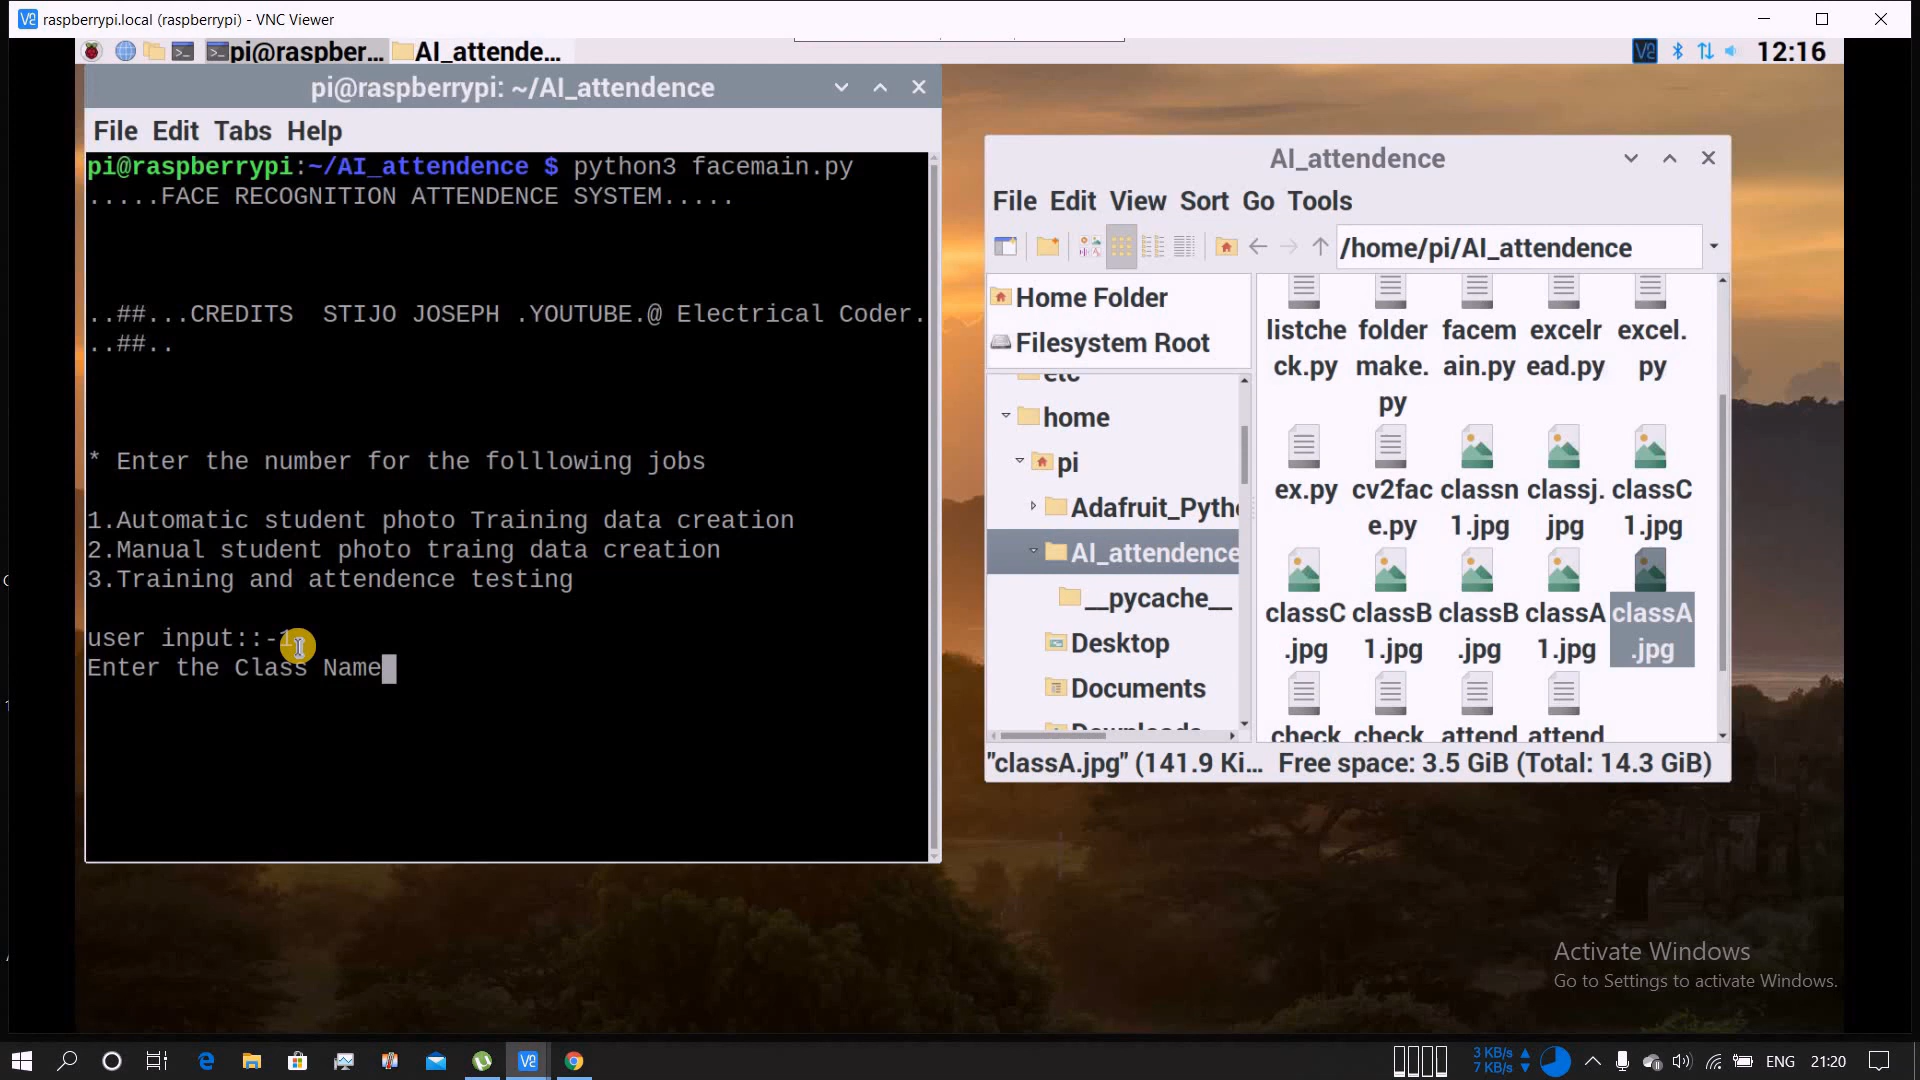 raspberrypi.local (raspberrypi) - VNC Viewer
pi@raspber...
AI_attende...
12:16
pi@raspberrypi: ~/AI_attendence
File Edit Tabs Help
pi@raspberrypi:~/AI_attendence $ python3 facemain.py
.....FACE RECOGNITION ATTENDENCE SYSTEM.....
..##...CREDITS  STIJO JOSEPH .YOUTUBE.@ Electrical Coder.
..##..
* Enter the number for the folllowing jobs
1.Automatic student photo Training data creation
2.Manual student photo traing data creation
3.Training and attendence testing
user input::-1
Enter the Class Name
AI_attendence
File Edit View Sort Go Tools
/home/pi/AI_attendence
Home Folder
Filesystem Root
etc
home
pi
Adafruit_Pytho
AI_attendence
__pycache__
Desktop
Documents
Downloads
listche folder facem excelr excel.
ck.py make. ain.py ead.py py
py
ex.py cv2fac classn classj. classC
e.py 1.jpg jpg 1.jpg
classC classB classB classA classA
.jpg 1.jpg .jpg 1.jpg .jpg
check check attend attend
"classA.jpg" (141.9 Ki... Free space: 3.5 GiB (Total: 14.3 GiB)
Activate Windows
Go to Settings to activate Windows.
3 KB/s
7 KB/s
ENG
21:20